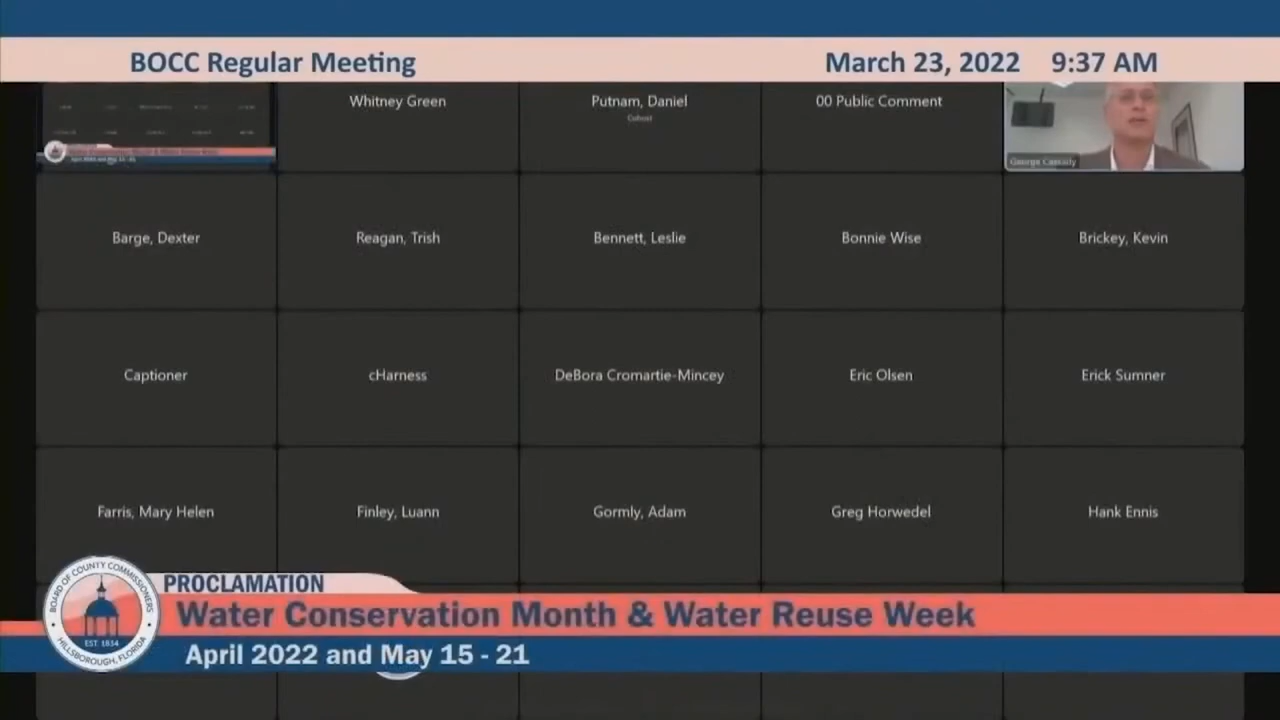 BOCC Regular Meeting
March 23, 2022 9:37 AM
Whitney Green
Putnam, Daniel
Cohost
00 Public Comment
George Cassady
Barge, Dexter
Reagan, Trish
Bennett, Leslie
Bonnie Wise
Brickey, Kevin
Captioner
cHarness
DeBora Cromartie-Mincey
Eric Olsen
Erick Sumner
Farris, Mary Helen
Finley, Luann
Gormly, Adam
Greg Horwedel
Hank Ennis
BOARD OF COUNTY COMMISSIONERS
EST. 1834
HILLSBOROUGH, FLORIDA
PROCLAMATION
Water Conservation Month & Water Reuse Week
April 2022 and May 15 - 21